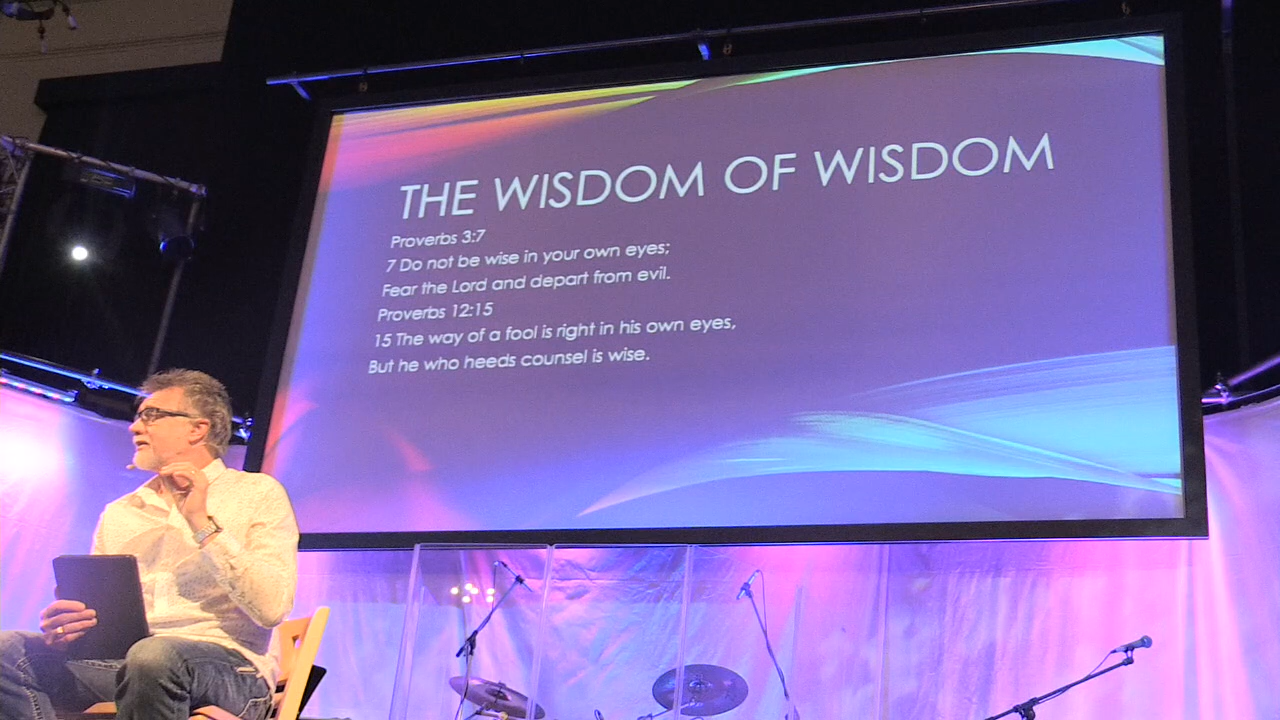 THE WISDOM OF WISDOM
Proverbs 3:7
7 Do not be wise in your own eyes;
Fear the Lord and depart from evil.
Proverbs 12:15
15 The way of a fool is right in his own eyes,
But he who heeds counsel is wise.